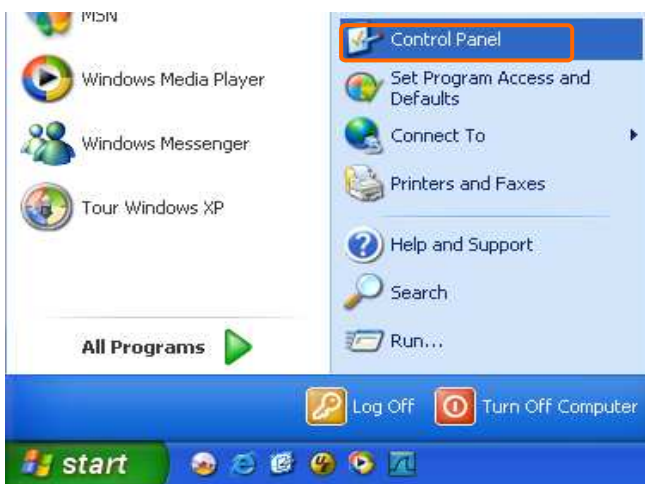 MSN
Windows Media Player
Windows Messenger
Tour Windows XP
All Programs
Control Panel
Set Program Access and
Defaults
Connect To
Printers and Faxes
Help and Support
Search
Run...
Log Off
Turn Off Computer
start